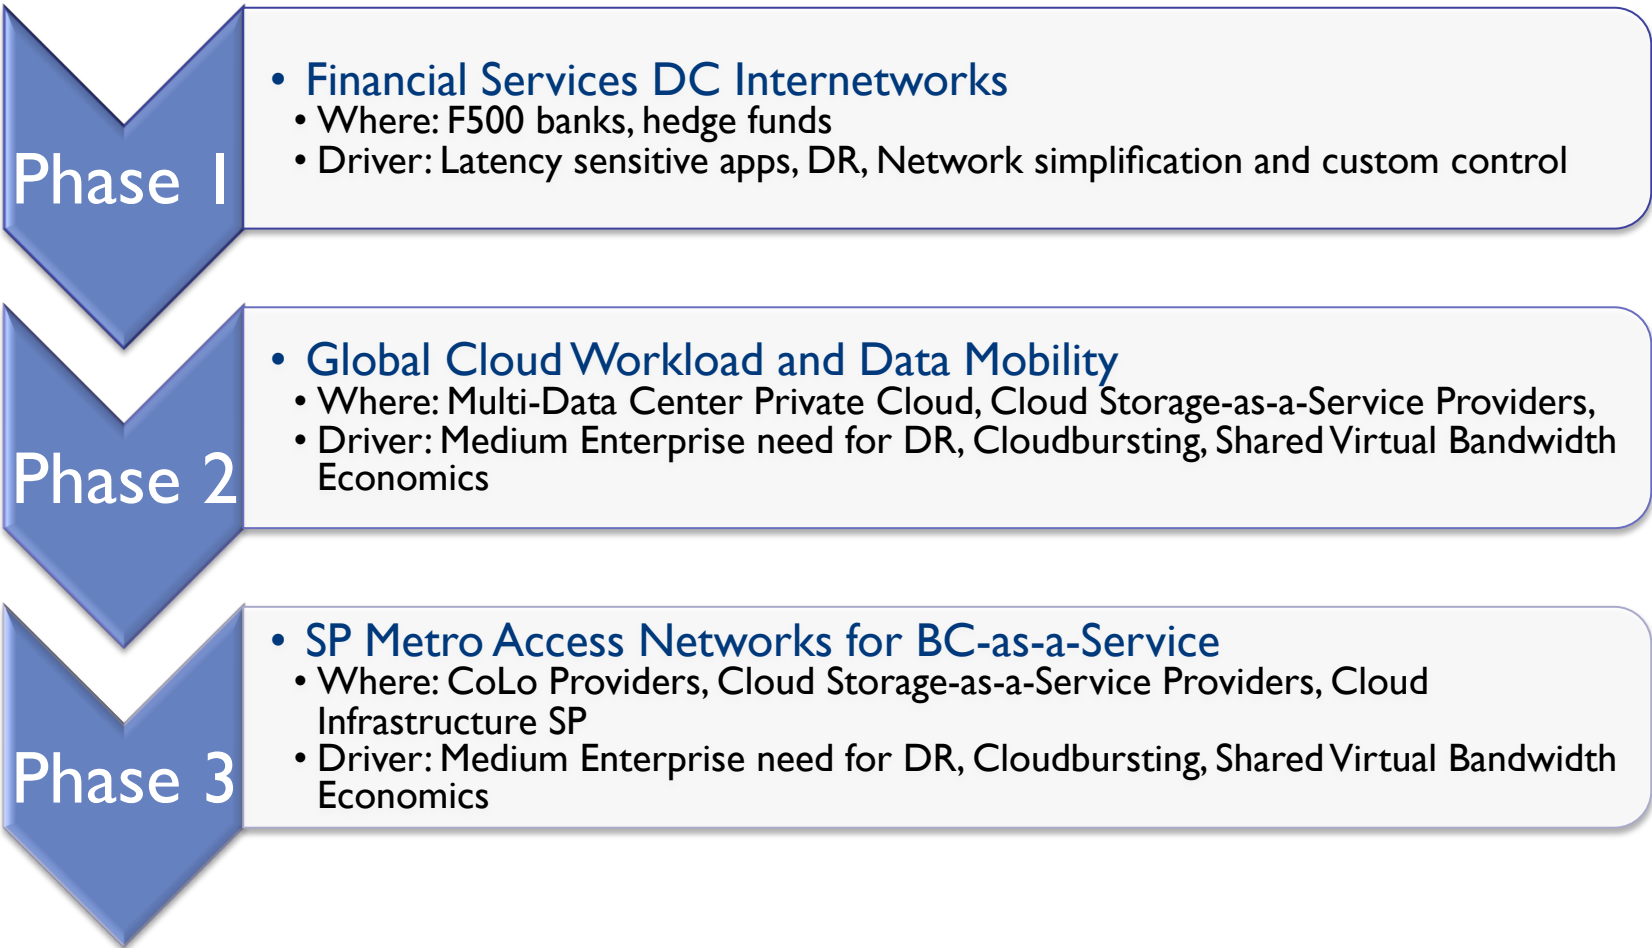 Phase 1
• Financial Services DC Internetworks
• Where: F500 banks, hedge funds
• Driver: Latency sensitive apps, DR, Network simplification and custom control
Phase 2
• Global Cloud Workload and Data Mobility
• Where: Multi-Data Center Private Cloud, Cloud Storage-as-a-Service Providers,
• Driver: Medium Enterprise need for DR, Cloudbursting, Shared Virtual Bandwidth
Economics
Phase 3
• SP Metro Access Networks for BC-as-a-Service
• Where: CoLo Providers, Cloud Storage-as-a-Service Providers, Cloud
Infrastructure SP
• Driver: Medium Enterprise need for DR, Cloudbursting, Shared Virtual Bandwidth
Economics